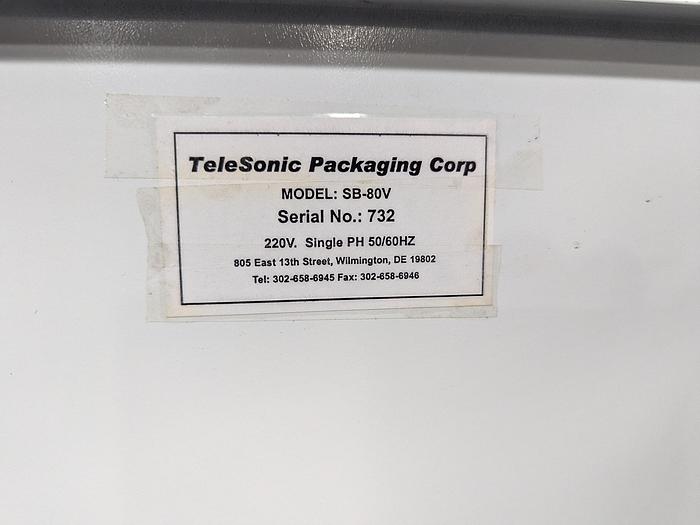 TeleSonic Packaging Corp
MODEL: SB-80V
Serial No.: 732
220V. Single PH 50/60HZ
805 East 13th Street, Wilmington, DE 19802
Tel: 302-658-6945 Fax: 302-658-6946